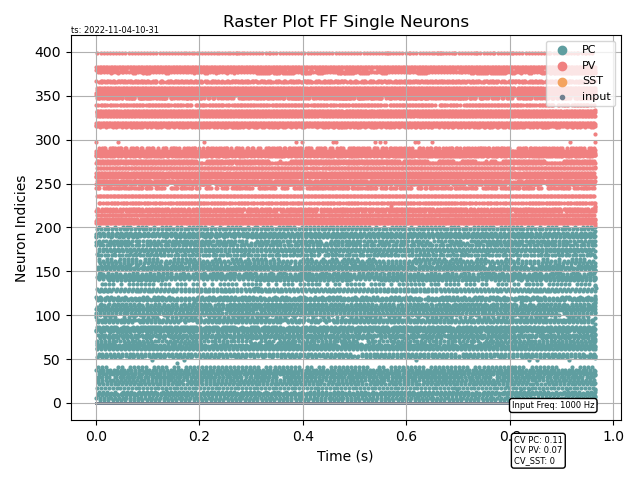 Raster Plot FF Single Neurons
ts: 2022-11-04-10-31
PC
PV
SST
input
400
350
300
250
200
150
100
50
0
Neuron Indicies
Input Freq: 1000 Hz
0.0 0.2 0.4 0.6 0.8 1.0
Time (s)
CV PC: 0.11
CV PV: 0.07
CV_SST: 0